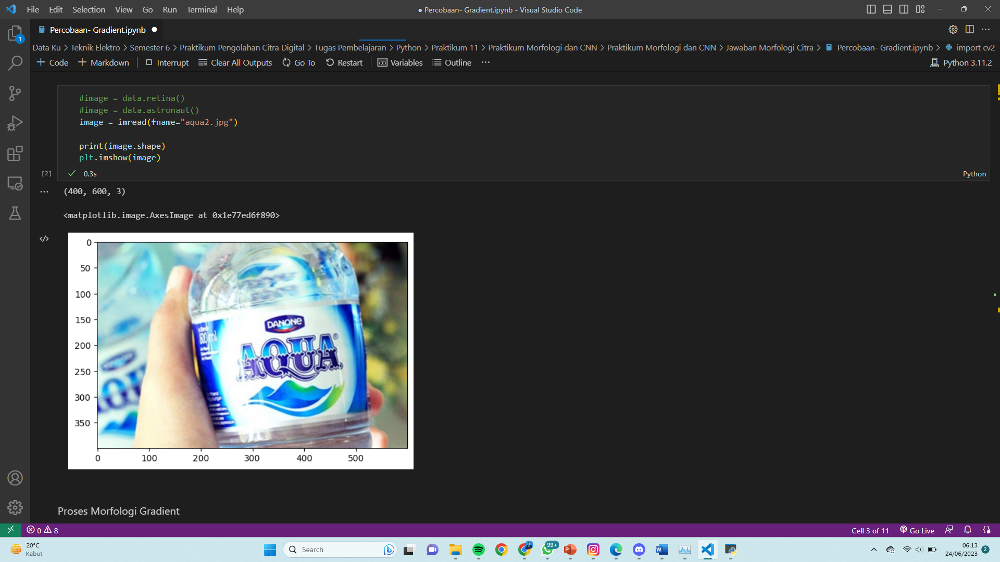 File Edit Selection View Go Run Terminal Help
● Percobaan- Gradient.ipynb - Visual Studio Code
Percobaan- Gradient.ipynb ●
1
Data Ku > Teknik Elektro > Semester 6 > Praktikum Pengolahan Citra Digital > Tugas Pembelajaran > Python > Praktikum 11 > Praktikum Morfologi dan CNN > Praktikum Morfologi dan CNN > Jawaban Morfologi Citra > Percobaan- Gradient.ipynb > import cv2
+ Code + Markdown Interrupt Clear All Outputs Go To Restart Variables Outline ... Python 3.11.2
#image = data.retina()
#image = data.astronaut()
image = imread(fname="aqua2.jpg")
print(image.shape)
plt.imshow(image)
[2] ✓ 0.3s Python
... (400, 600, 3)
<matplotlib.image.AxesImage at 0x1e77ed6f890>
</>
0
50
100
150
200
250
300
350
0 100 200 300 400 500
DANONE
600 ml
AQUA®
AQUA
Proses Morfologi Gradient
0 8 Cell 3 of 11 Go Live
20°C
Kabut
Search
99+
06:13
24/06/2023
2